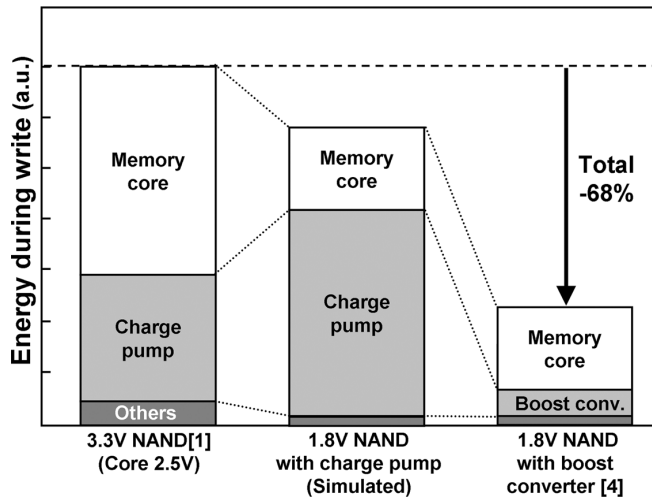 Energy during write (a.u.)
Memory
core
Charge
pump
Others
Memory
core
Charge
pump
Total
-68%
Memory
core
Boost conv.
3.3V NAND[1]
(Core 2.5V)
1.8V NAND
with charge pump
(Simulated)
1.8V NAND
with boost
converter [4]